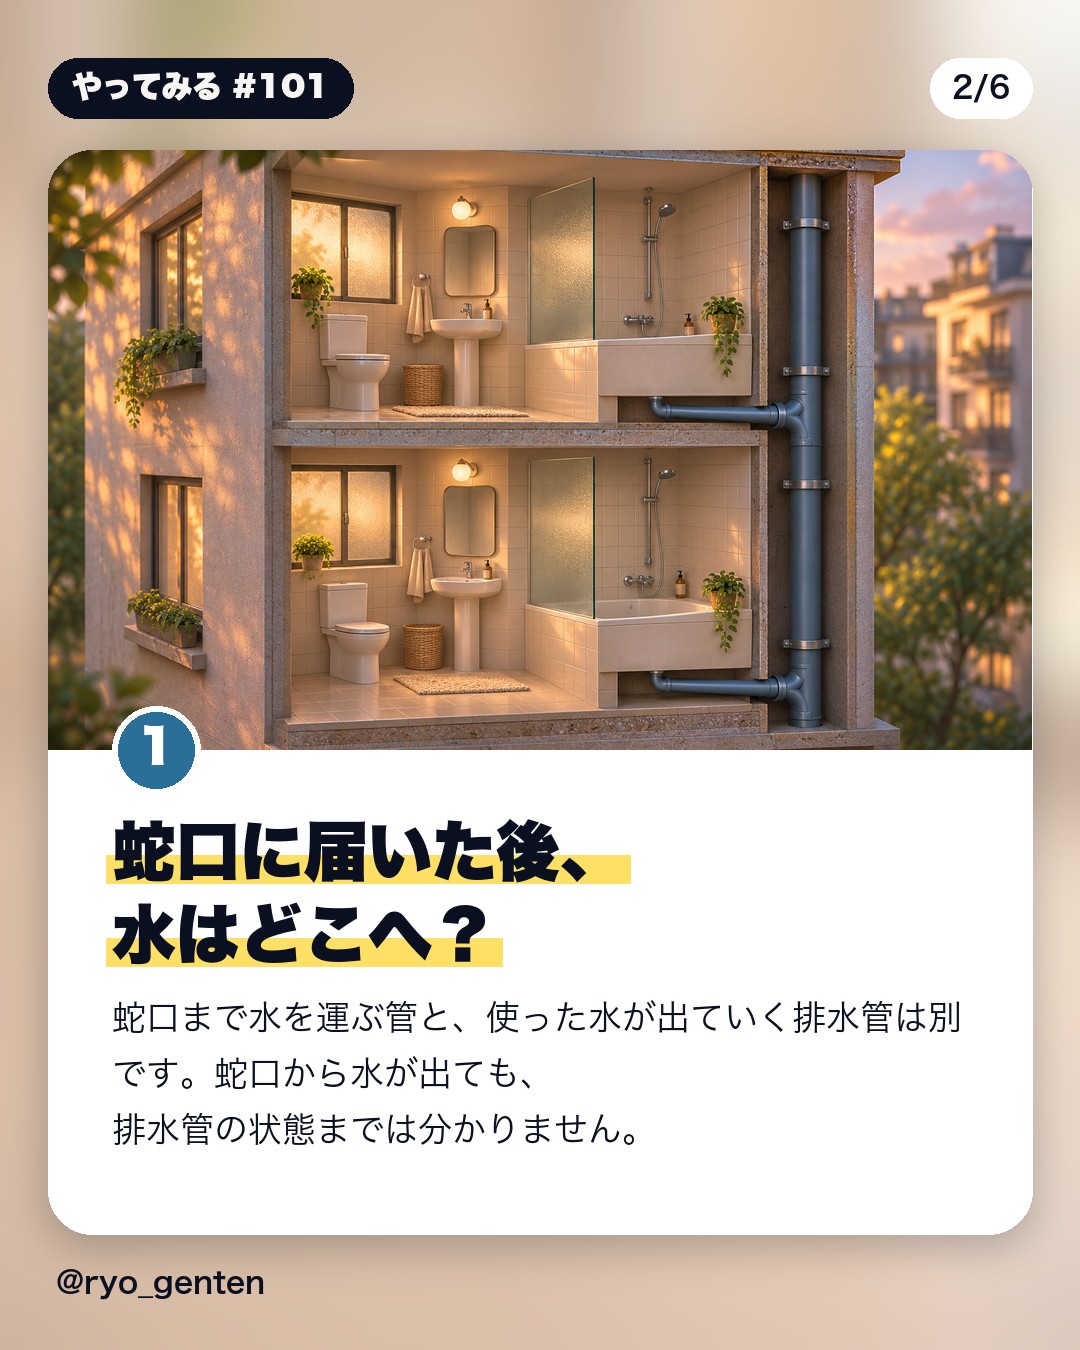 やってみる #101
2/6
1
蛇口に届いた後、
水はどこへ？
蛇口まで水を運ぶ管と、使った水が出ていく排水管は別
です。蛇口から水が出ても、
排水管の状態までは分かりません。
@ryo_genten